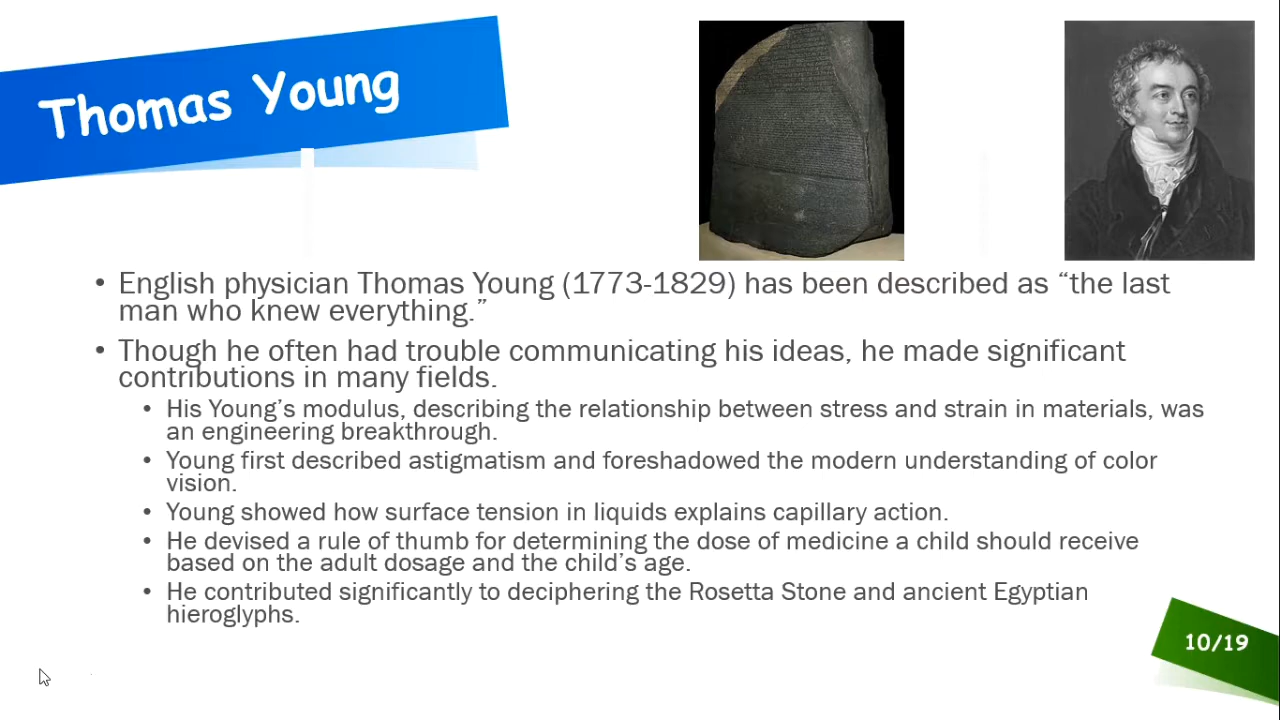 Thomas Young
• English physician Thomas Young (1773-1829) has been described as “the last
man who knew everything.”
• Though he often had trouble communicating his ideas, he made significant
contributions in many fields.
• His Young’s modulus, describing the relationship between stress and strain in materials, was
an engineering breakthrough.
• Young first described astigmatism and foreshadowed the modern understanding of color
vision.
• Young showed how surface tension in liquids explains capillary action.
• He devised a rule of thumb for determining the dose of medicine a child should receive
based on the adult dosage and the child’s age.
• He contributed significantly to deciphering the Rosetta Stone and ancient Egyptian
hieroglyphs.
10/19